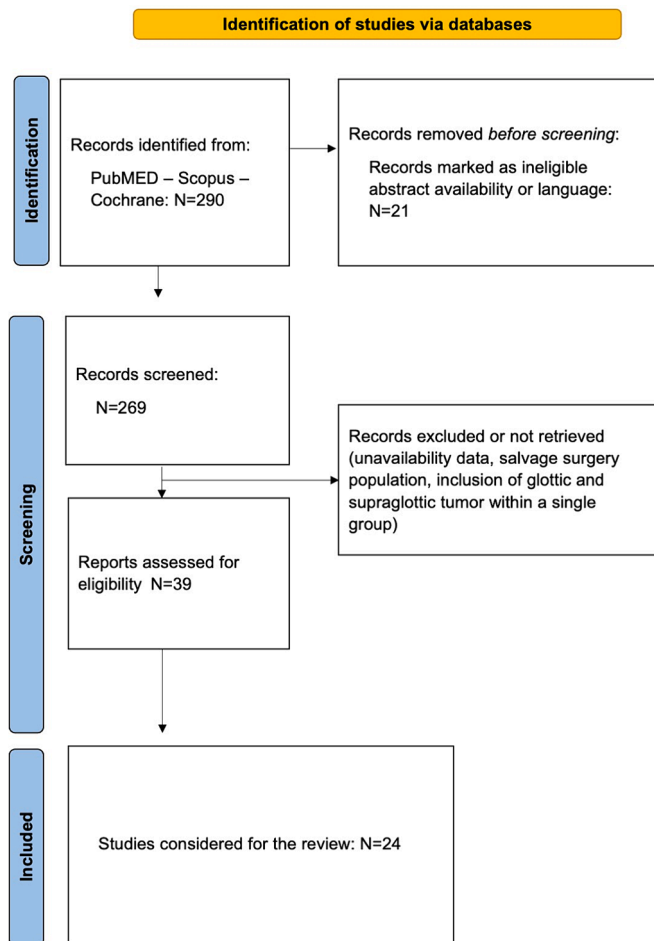 Identification of studies via databases
Identification
Records identified from:
PubMED – Scopus –
Cochrane: N=290
Records removed before screening:
Records marked as ineligible
abstract availability or language:
N=21
Screening
Records screened:
N=269
Records excluded or not retrieved
(unavailability data, salvage surgery
population, inclusion of glottic and
supraglottic tumor within a single
group)
Reports assessed for
eligibility N=39
Included
Studies considered for the review: N=24